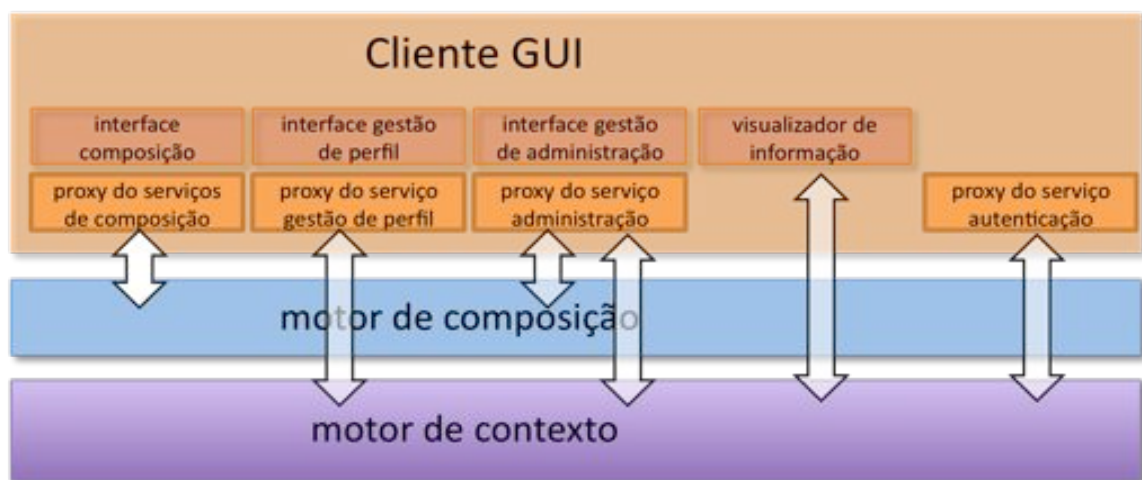 Cliente GUI
interface
composição
interface gestão
de perfil
interface gestão
de administração
visualizador de
informação
proxy do serviços
de composição
proxy do serviço
gestão de perfil
proxy do serviço
administração
proxy do serviço
autenticação
motor de composição
motor de contexto